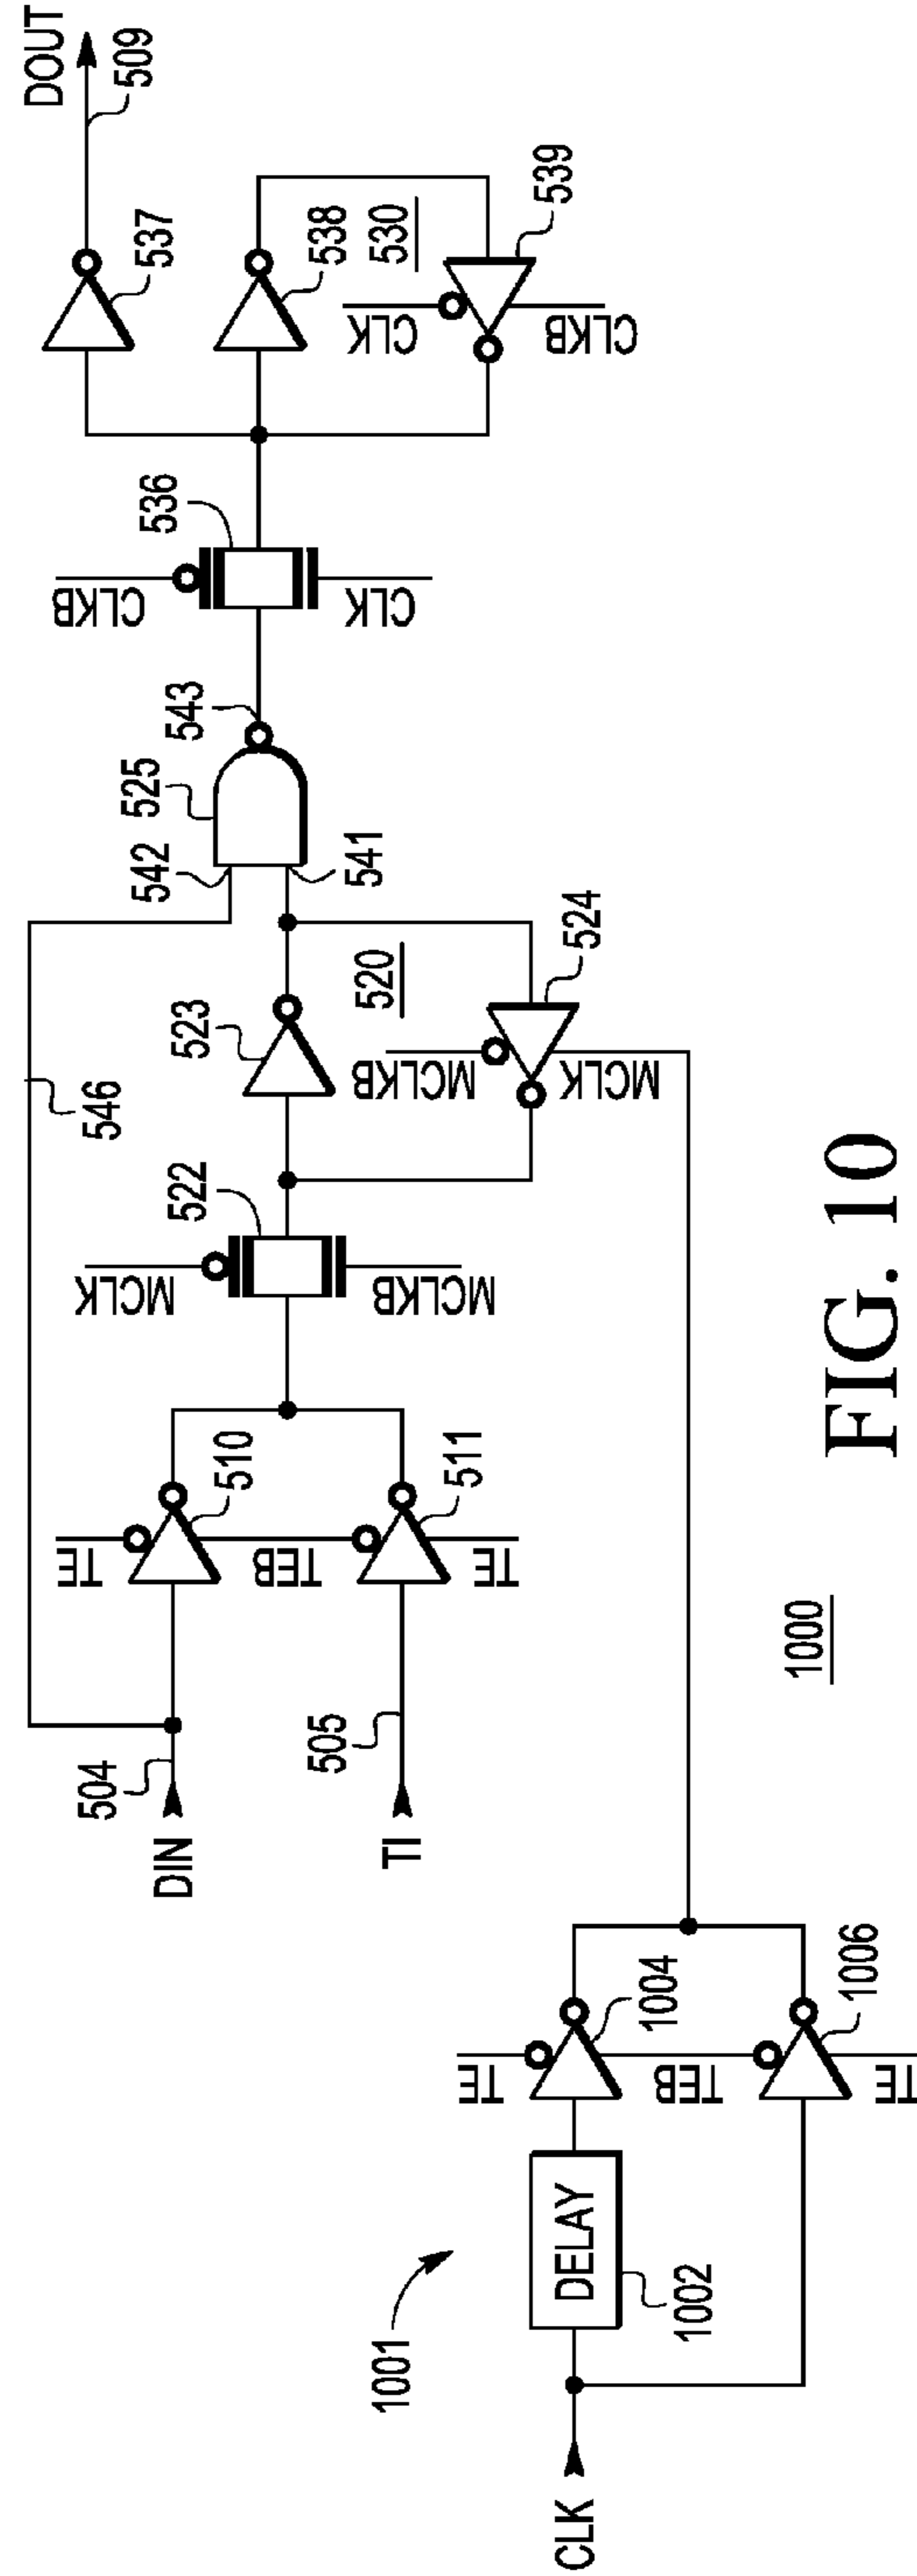 DIN
504
TI
505
TE
510
TEB
511
TE
546
MCLK
522
MCLKB
523
520
MCLKB
524
MCLK
542
525
541
543
CLKB
536
CLK
DOUT
509
537
538
530
CLK
539
CLKB
1001
CLK
DELAY
1002
TE
1004
TEB
1006
TE
1000
FIG. 10